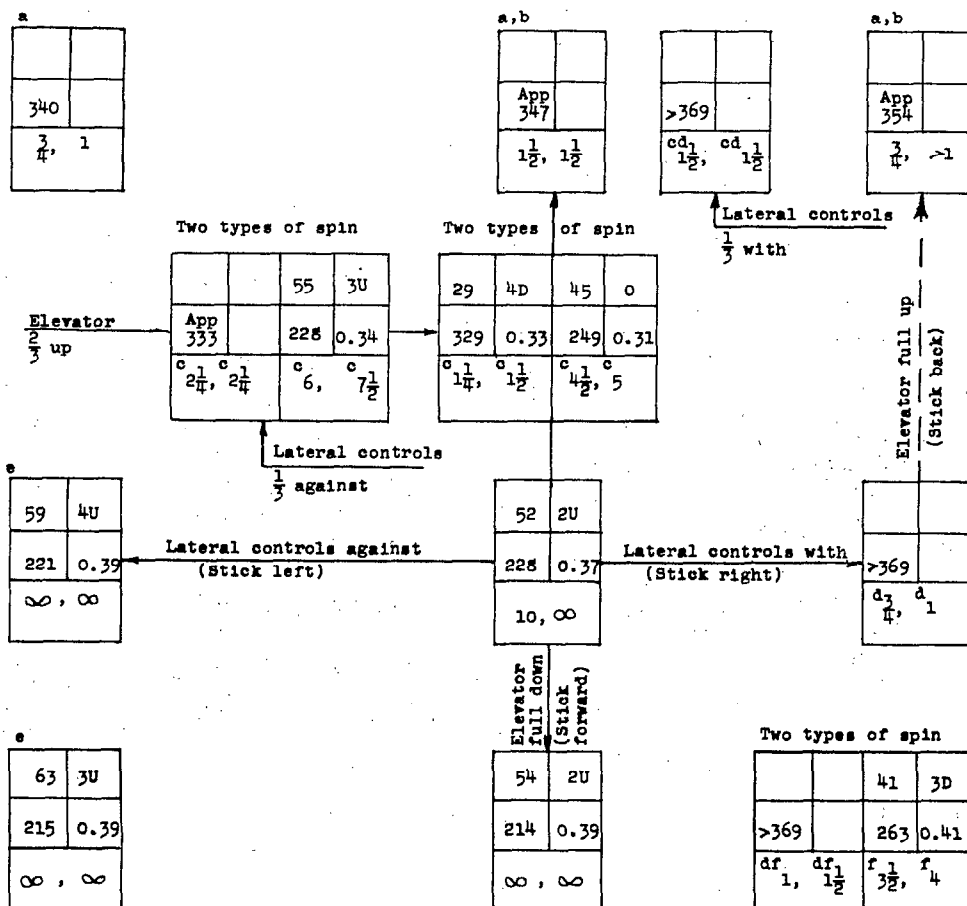 a
340
3/4, 1
a,b
App
347
1 1/2, 1 1/2
>369
cd 1 1/2, cd 1 1/2
a,b
App
354
3/4, >1
Lateral controls
1/3 with
Two types of spin
55 3U
App
333
228 0.34
c 2 1/4, c 2 1/4
c 6, c 7 1/2
Two types of spin
29 4D 45 0
329 0.33 249 0.31
c 1 1/4, c 1 1/2
c 4 1/2, c 5
Elevator
2/3 up
Elevator full up
(Stick back)
Lateral controls
1/3 against
e
59 4U
221 0.39
∞, ∞
Lateral controls against
(Stick left)
52 2U
228 0.37
10, ∞
Lateral controls with
(Stick right)
>369
d 3/4, d 1
Elevator
full down
(Stick
forward)
e
63 3U
215 0.39
∞, ∞
54 2U
214 0.39
∞, ∞
Two types of spin
41 3D
>369 263 0.41
df 1, df 1 1/2
f 3 1/2, f 4